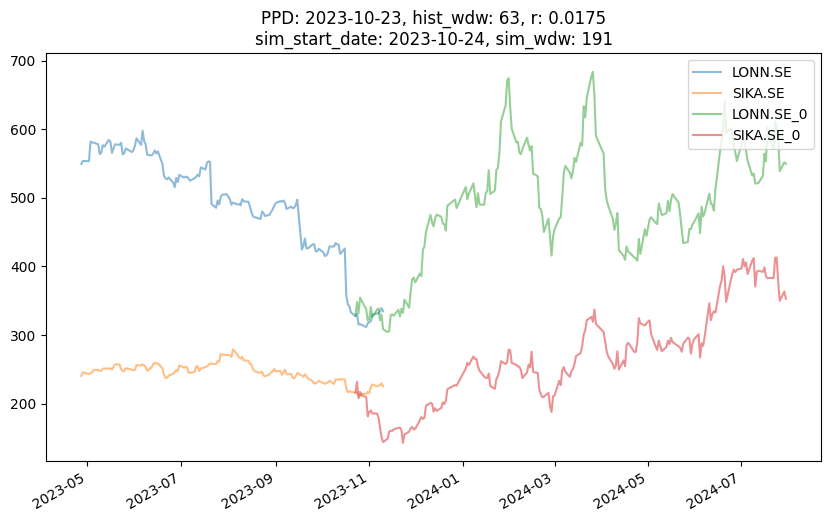 PPD: 2023-10-23, hist_wdw: 63, r: 0.0175
sim_start_date: 2023-10-24, sim_wdw: 191
700
600
500
400
300
200
LONN.SE
SIKA.SE
LONN.SE_0
SIKA.SE_0
2023-05
2023-07
2023-09
2023-11
2024-01
2024-03
2024-05
2024-07